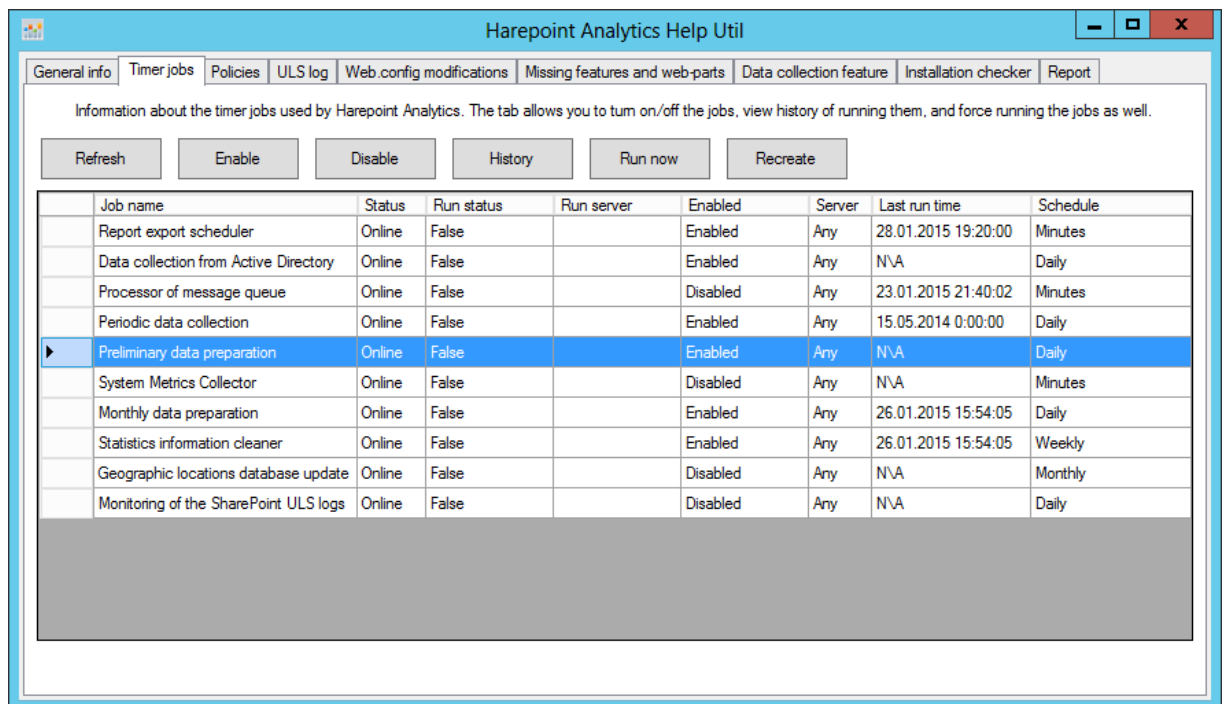 Harepoint Analytics Help Util
General info Timer jobs Policies ULS log Web.config modifications Missing features and web-parts Data collection feature Installation checker Report
Information about the timer jobs used by Harepoint Analytics. The tab allows you to turn on/off the jobs, view history of running them, and force running the jobs as well.
Refresh Enable Disable History Run now Recreate
Job name Status Run status Run server Enabled Server Last run time Schedule
Report export scheduler Online False Enabled Any 28.01.2015 19:20:00 Minutes
Data collection from Active Directory Online False Enabled Any N\A Daily
Processor of message queue Online False Disabled Any 23.01.2015 21:40:02 Minutes
Periodic data collection Online False Enabled Any 15.05.2014 0:00:00 Daily
Preliminary data preparation Online False Enabled Any N\A Daily
System Metrics Collector Online False Disabled Any N\A Minutes
Monthly data preparation Online False Enabled Any 26.01.2015 15:54:05 Daily
Statistics information cleaner Online False Enabled Any 26.01.2015 15:54:05 Weekly
Geographic locations database update Online False Disabled Any N\A Monthly
Monitoring of the SharePoint ULS logs Online False Disabled Any N\A Daily